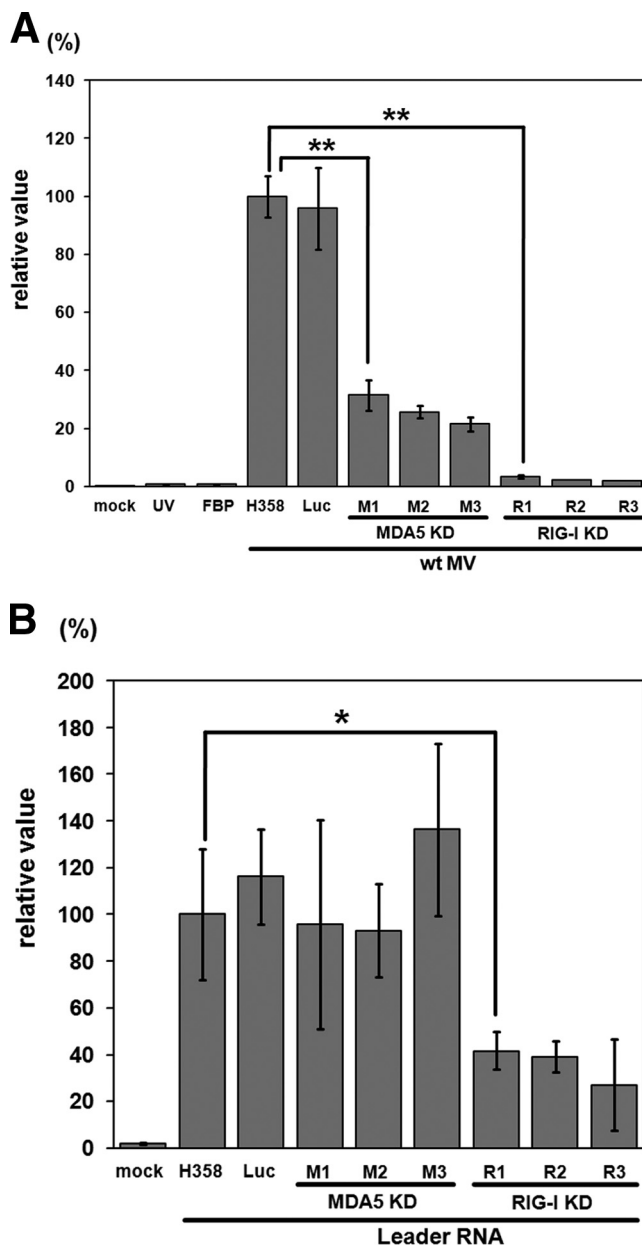 A (%)
140
120
100
80
60
40
20
0
relative value
**
**
mock UV FBP H358 Luc M1 M2 M3 R1 R2 R3
MDA5 KD RIG-I KD
wt MV
B (%)
200
180
160
140
120
100
80
60
40
20
0
relative value
*
mock H358 Luc M1 M2 M3 R1 R2 R3
MDA5 KD RIG-I KD
Leader RNA